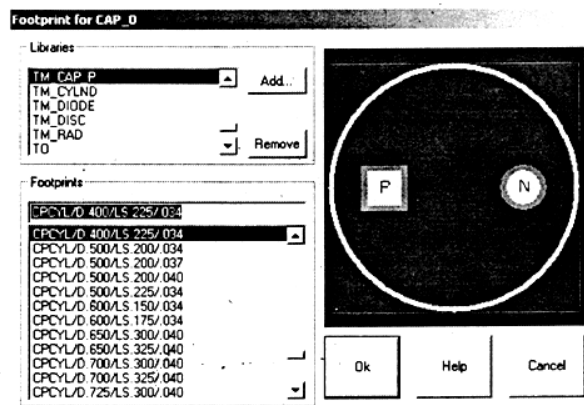 Footprint for CAP_0
Libraries
TM_CAP_P
TM_CYLND
TM_DIODE
TM_DISC
TM_RAD
TO
Add...
Remove
Footprints
CPCYL/D.400/LS.225/.034
CPCYL/D.400/LS.225/.034
CPCYL/D.500/LS.200/.034
CPCYL/D.500/LS.200/.037
CPCYL/D.500/LS.200/.040
CPCYL/D.500/LS.225/.034
CPCYL/D.600/LS.150/.034
CPCYL/D.600/LS.175/.034
CPCYL/D.650/LS.300/.040
CPCYL/D.650/LS.325/.040
CPCYL/D.700/LS.300/.040
CPCYL/D.700/LS.325/.040
CPCYL/D.725/LS.300/.040
P
N
Ok
Help
Cancel